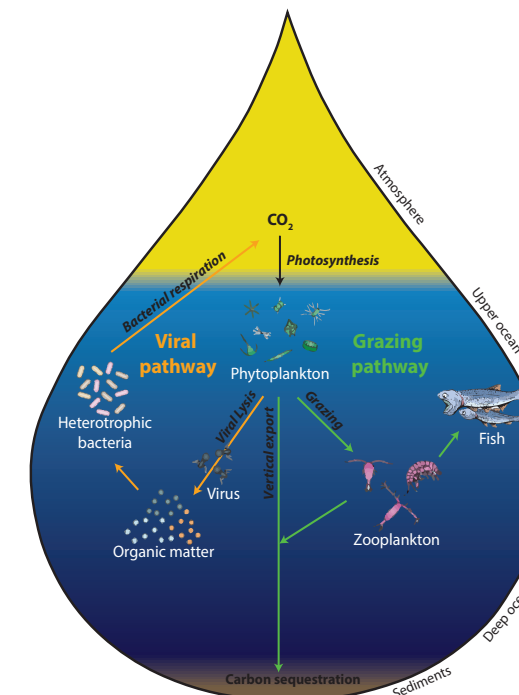 Atmosphere
CO₂
Photosynthesis
Bacterial respiration
Upper ocean
Viral
pathway
Grazing
pathway
Phytoplankton
Heterotrophic
bacteria
Viral Lysis
Vertical export
Grazing
Fish
Virus
Organic matter
Zooplankton
Deep oce
Carbon sequestration
Sediments